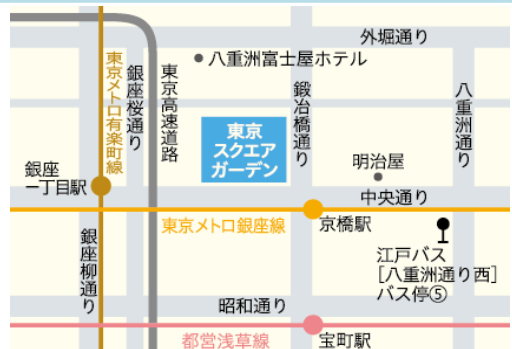 外堀通り
八重洲富士屋ホテル
東京メトロ有楽町線
銀座桜通り
東京高速道路
鍛冶橋通り
八重洲通り
東京
スクエア
ガーデン
明治屋
銀座
一丁目駅
中央通り
東京メトロ銀座線
京橋駅
銀座柳通り
江戸バス
[八重洲通り西]
バス停⑤
昭和通り
都営浅草線
宝町駅